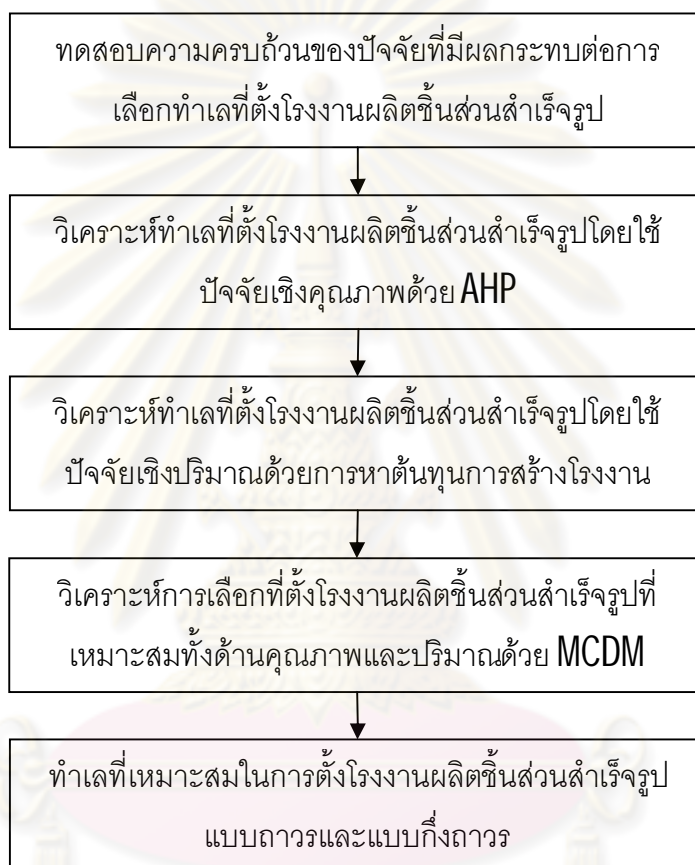 ทดสอบความครบถ้วนของปัจจัยที่มีผลกระทบต่อการ
เลือกทำเลที่ตั้งโรงงานผลิตชิ้นส่วนสำเร็จรูป
วิเคราะห์ทำเลที่ตั้งโรงงานผลิตชิ้นส่วนสำเร็จรูปโดยใช้
ปัจจัยเชิงคุณภาพด้วย AHP
วิเคราะห์ทำเลที่ตั้งโรงงานผลิตชิ้นส่วนสำเร็จรูปโดยใช้
ปัจจัยเชิงปริมาณด้วยการหาต้นทุนการสร้างโรงงาน
วิเคราะห์การเลือกที่ตั้งโรงงานผลิตชิ้นส่วนสำเร็จรูปที่
เหมาะสมทั้งด้านคุณภาพและปริมาณด้วย MCDM
ทำเลที่เหมาะสมในการตั้งโรงงานผลิตชิ้นส่วนสำเร็จรูป
แบบถาวรและแบบกึ่งถาวร